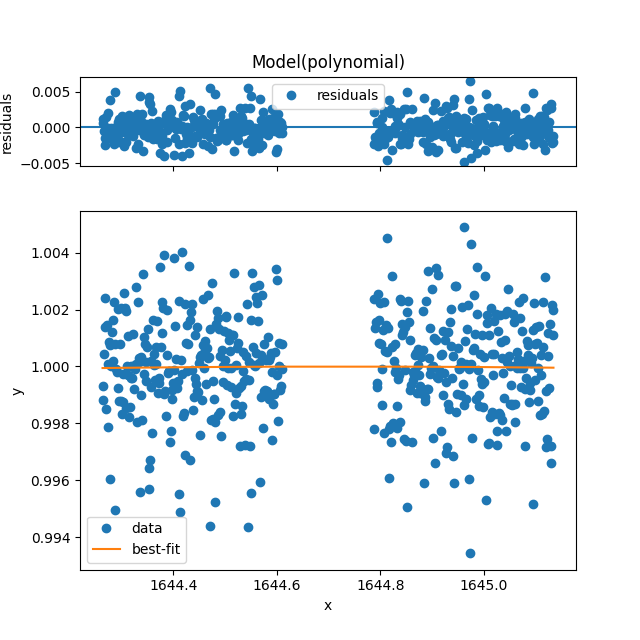 Model(polynomial)
residuals
0.005
0.000
−0.005
residuals
y
1.004
1.002
1.000
0.998
0.996
0.994
data
best-fit
1644.4 1644.6 1644.8 1645.0
x